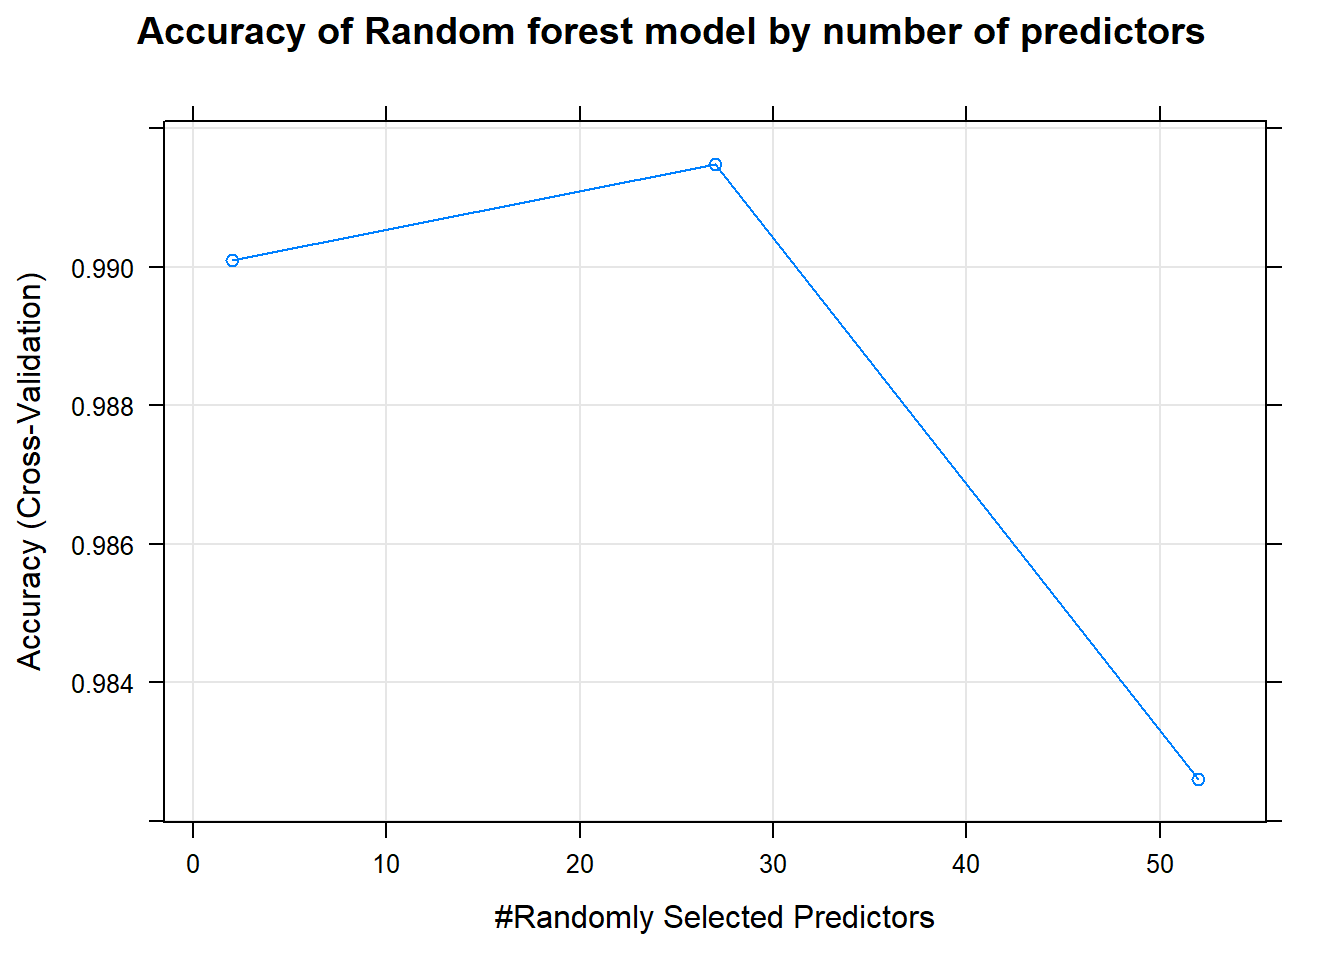 Accuracy of Random forest model by number of predictors
Accuracy (Cross-Validation)
0.990
0.988
0.986
0.984
0 10 20 30 40 50
#Randomly Selected Predictors